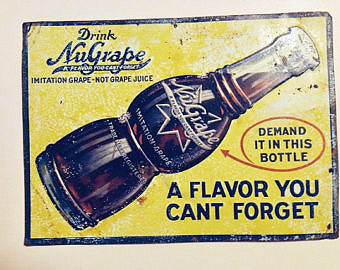 Drink
NuGrape
A FLAVOR YOU CAN'T FORGET
IMITATION GRAPE-NOT GRAPE JUICE
NuGrape
IMITATION-GRAPE
DEMAND
IT IN THIS
BOTTLE
A FLAVOR YOU
CANT FORGET